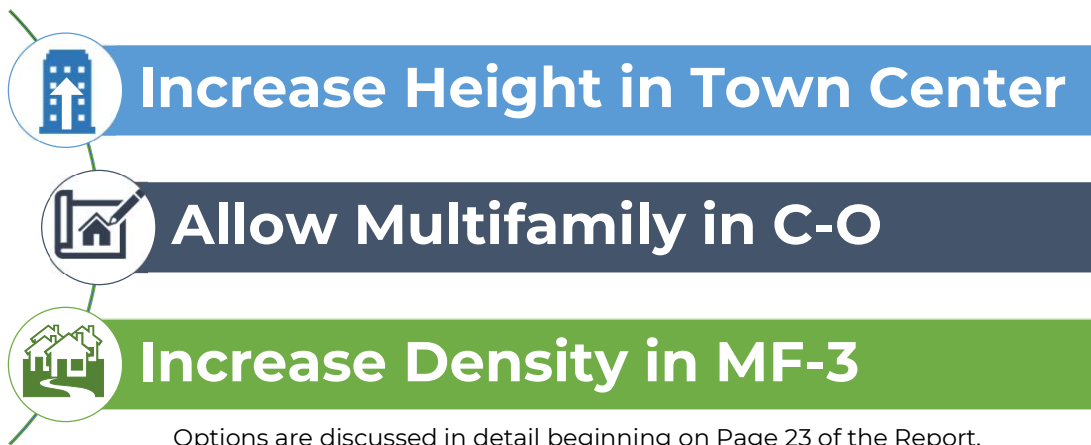 Increase Height in Town Center
Allow Multifamily in C-O
Increase Density in MF-3
Options are discussed in detail beginning on Page 23 of the Report.